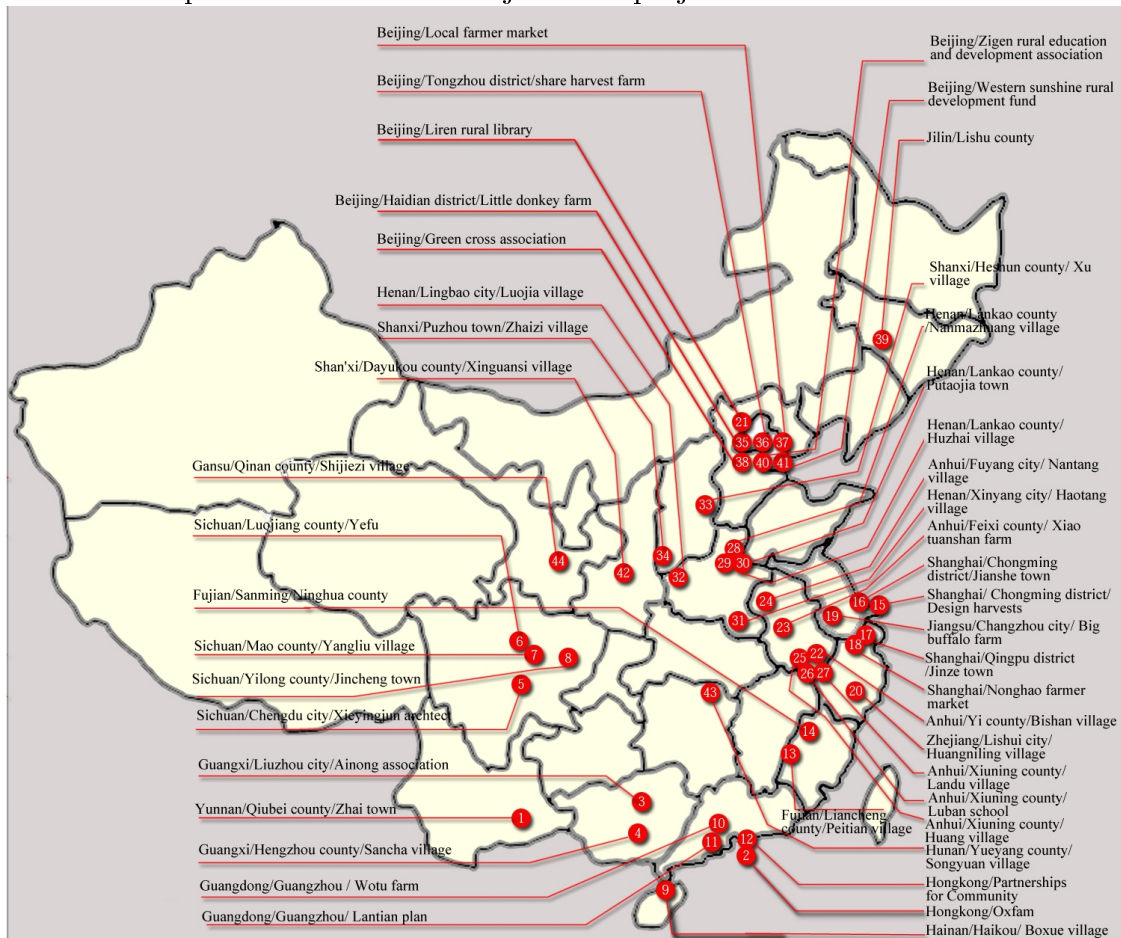 Beijing/Local farmer market
Beijing/Tongzhou district/share harvest farm
Beijing/Liren rural library
Beijing/Haidian district/Little donkey farm
Beijing/Green cross association
Henan/Lingbao city/Luojia village
Shanxi/Puzhou town/Zhaizi village
Shan'xi/Dayukou county/Xinguansi village
Gansu/Qinan county/Shijiezi village
Sichuan/Luojiang county/Yefu
Fujian/Sanming/Ninghua county
Sichuan/Mao county/Yangliu village
Sichuan/Yilong county/Jincheng town
Sichuan/Chengdu city/Xieyingjun archtect
Guangxi/Liuzhou city/Ainong association
Yunnan/Qiubei county/Zhai town
Guangxi/Hengzhou county/Sancha village
Guangdong/Guangzhou / Wotu farm
Guangdong/Guangzhou/ Lantian plan
Beijing/Zigen rural education
and development association
Beijing/Western sunshine rural
development fund
Jilin/Lishu county
Shanxi/Heshun county/ Xu
village
Henan/Lankao county
/Nanmazhuang village
Henan/Lankao county/
Putaojia town
Henan/Lankao county/
Huzhai village
Anhui/Fuyang city/ Nantang
village
Henan/Xinyang city/ Haotang
village
Anhui/Feixi county/ Xiao
tuanshan farm
Shanghai/Chongming
district/Jianshe town
Shanghai/ Chongming district/
Design harvests
Jiangsu/Changzhou city/ Big
buffalo farm
Shanghai/Qingpu district
/Jinze town
Shanghai/Nonghao farmer
market
Anhui/Yi county/Bishan village
Zhejiang/Lishui city/
Huangniling village
Anhui/Xiuning county/
Landu village
Anhui/Xiuning county/
Luban school
Anhui/Xiuning county/
Huang village
Fujian/Liancheng
county/Peitian village
Hunan/Yueyang county/
Songyuan village
Hongkong/Partnerships
for Community
Hongkong/Oxfam
Hainan/Haikou/ Boxue village
39
21
35 36 37
38 40 41
33
28
29 30
34
44
42
32
24
16 15
31
23
19
17
18
6
7
8
25 22
26 27
5
43
20
14
13
3
1
4
10
11
12
2
9